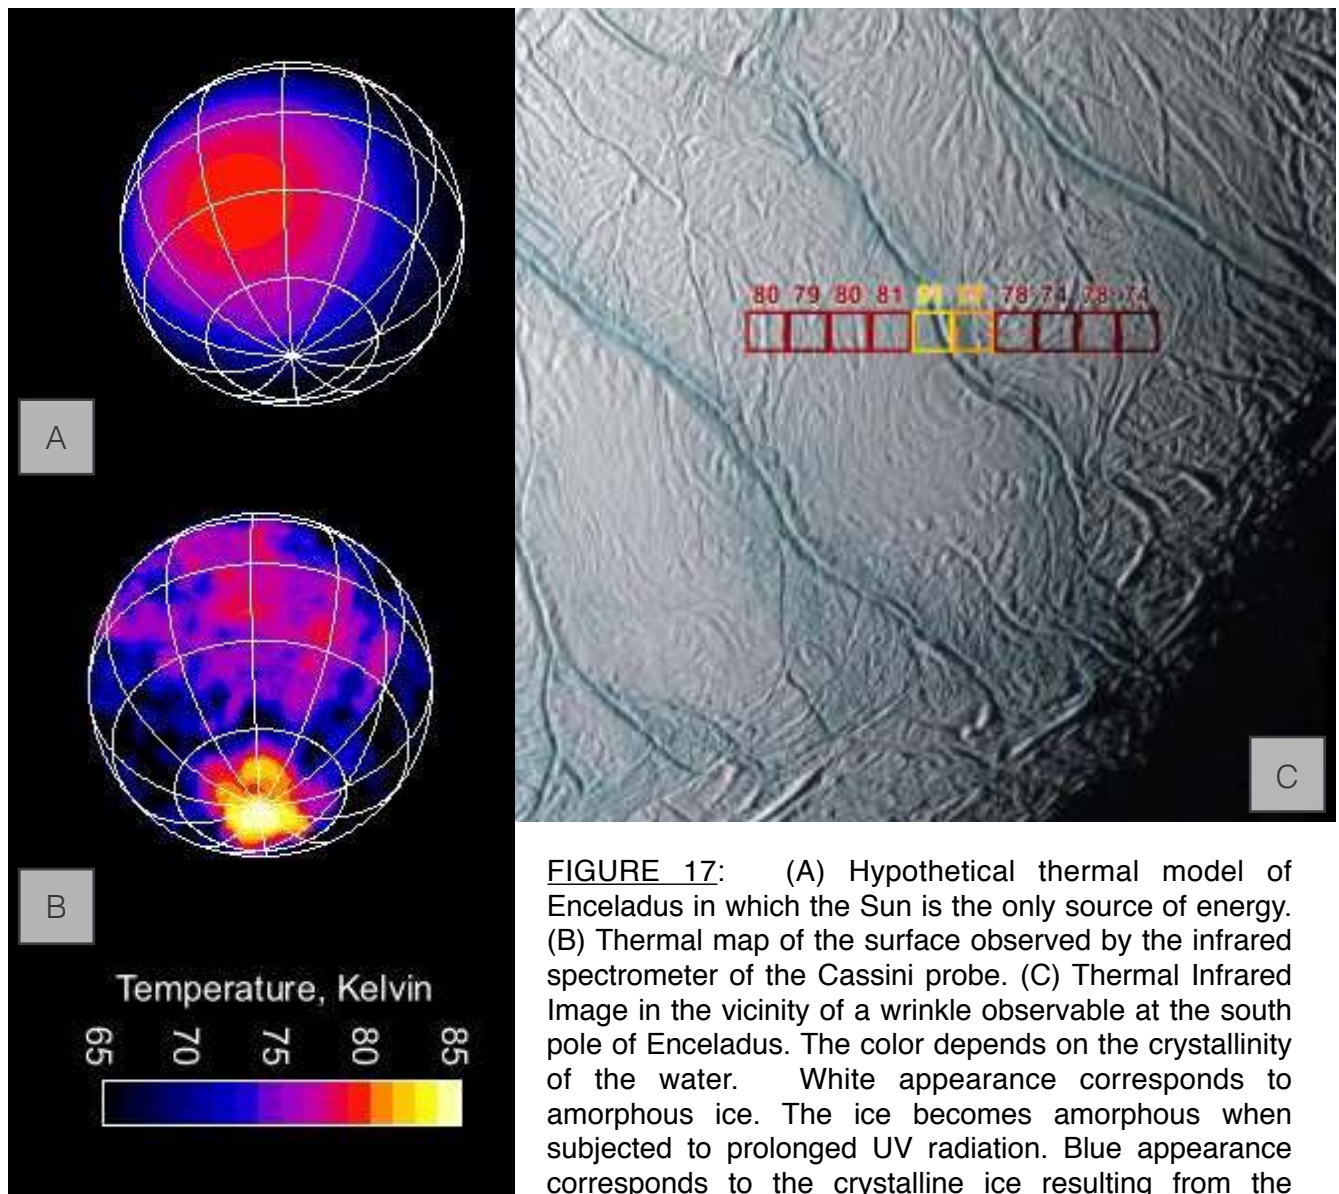 A
80 79 80 81 78 74 78 74
C
B
Temperature, Kelvin
65 70 75 80 85
FIGURE 17: (A) Hypothetical thermal model of
Enceladus in which the Sun is the only source of energy.
(B) Thermal map of the surface observed by the infrared
spectrometer of the Cassini probe. (C) Thermal Infrared
Image in the vicinity of a wrinkle observable at the south
pole of Enceladus. The color depends on the crystallinity
of the water. White appearance corresponds to
amorphous ice. The ice becomes amorphous when
subjected to prolonged UV radiation. Blue appearance
corresponds to the crystalline ice resulting from the